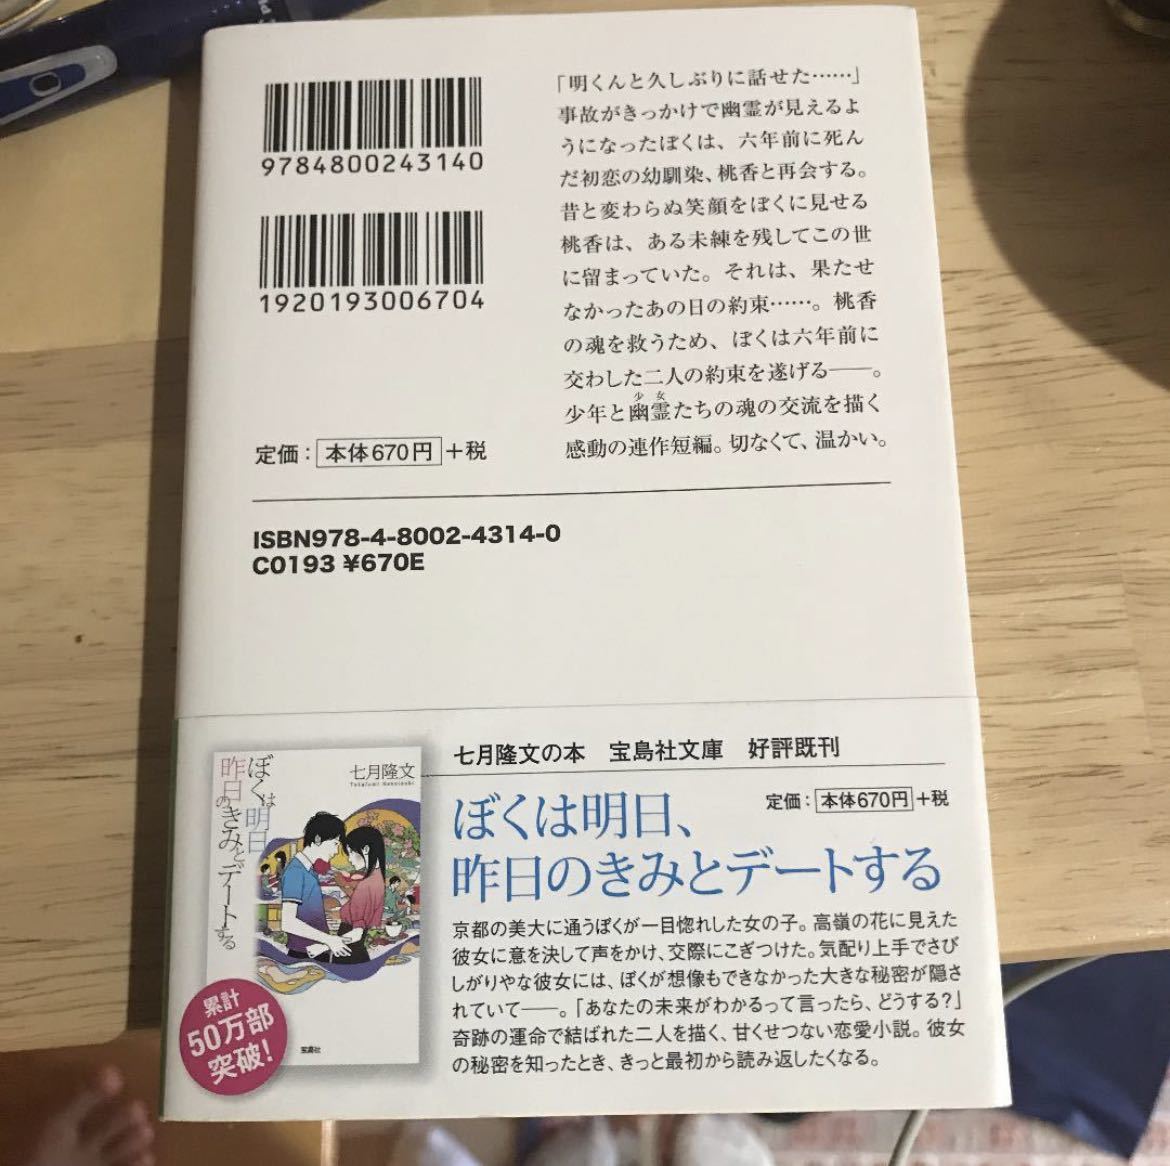 9784800243140
1920193006704
定価：本体670円+税
「明くんと久しぶりに話せた……」
事故がきっかけで幽霊が見えるよ
うになったぼくは、六年前に死ん
だ初恋の幼馴染、桃香と再会する。
昔と変わらぬ笑顔をぼくに見せる
桃香は、ある未練を残してこの世
に留まっていた。それは、果たせ
なかったあの日の約束……。桃香
の魂を救うため、ぼくは六年前に
交わした二人の約束を遂げる――。
少女
少年と幽霊たちの魂の交流を描く
感動の連作短編。切なくて、温かい。
ISBN978-4-8002-4314-0
C0193 ¥670E
七月隆文の本　宝島社文庫　好評既刊
定価：本体670円+税
ぼくは明日、
昨日のきみとデートする
京都の美大に通うぼくが一目惚れした女の子。高嶺の花に見えた
彼女に意を決して声をかけ、交際にこぎつけた。気配り上手でさび
しがりやな彼女には、ぼくが想像もできなかった大きな秘密が隠さ
れていて――。「あなたの未来がわかるって言ったら、どうする？」
奇跡の運命で結ばれた二人を描く、甘くせつない恋愛小説。彼女
の秘密を知ったとき、きっと最初から読み返したくなる。
ぼくは明日、
昨日のきみとデートする
七月隆文
Takafumi Nanatsuki
宝島社
累計
50万部
突破！